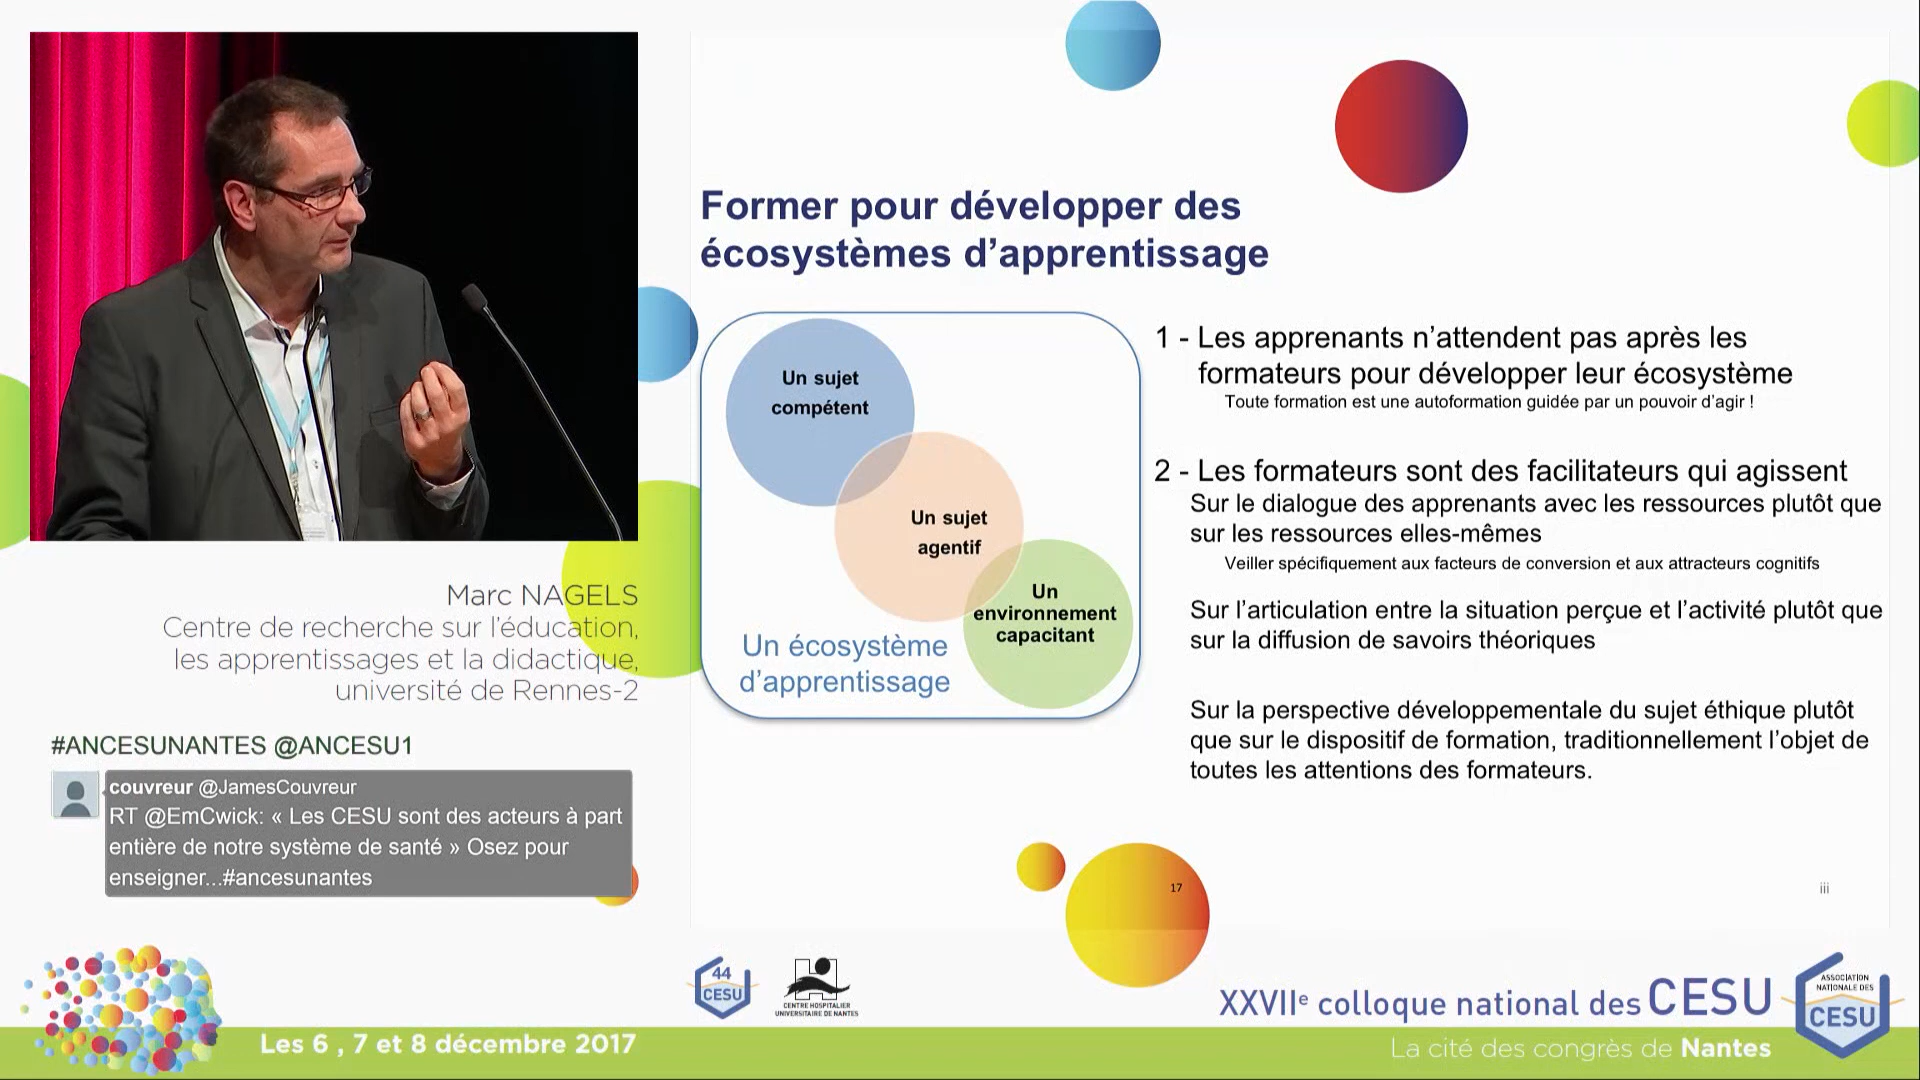 Former pour développer des
écosystèmes d’apprentissage
Un sujet
compétent
Un sujet
agentif
Un
environnement
capacitant
Un écosystème
d’apprentissage
1 - Les apprenants n’attendent pas après les
formateurs pour développer leur écosystème
Toute formation est une autoformation guidée par un pouvoir d’agir !
2 - Les formateurs sont des facilitateurs qui agissent
Sur le dialogue des apprenants avec les ressources plutôt que
sur les ressources elles-mêmes
Veiller spécifiquement aux facteurs de conversion et aux attracteurs cognitifs
Sur l’articulation entre la situation perçue et l’activité plutôt que
sur la diffusion de savoirs théoriques
Sur la perspective développementale du sujet éthique plutôt
que sur le dispositif de formation, traditionnellement l’objet de
toutes les attentions des formateurs.
17
iii
Marc NAGELS
Centre de recherche sur l’éducation,
les apprentissages et la didactique,
université de Rennes-2
#ANCESUNANTES @ANCESU1
couvreur @JamesCouvreur
RT @EmCwick: « Les CESU sont des acteurs à part
entière de notre système de santé » Osez pour
enseigner...#ancesunantes
44
CESU
CENTRE HOSPITALIER
UNIVERSITAIRE DE NANTES
XXVIIe colloque national des CESU
ASSOCIATION
NATIONALE DES
CESU
Les 6 , 7 et 8 décembre 2017
La cité des congrès de Nantes